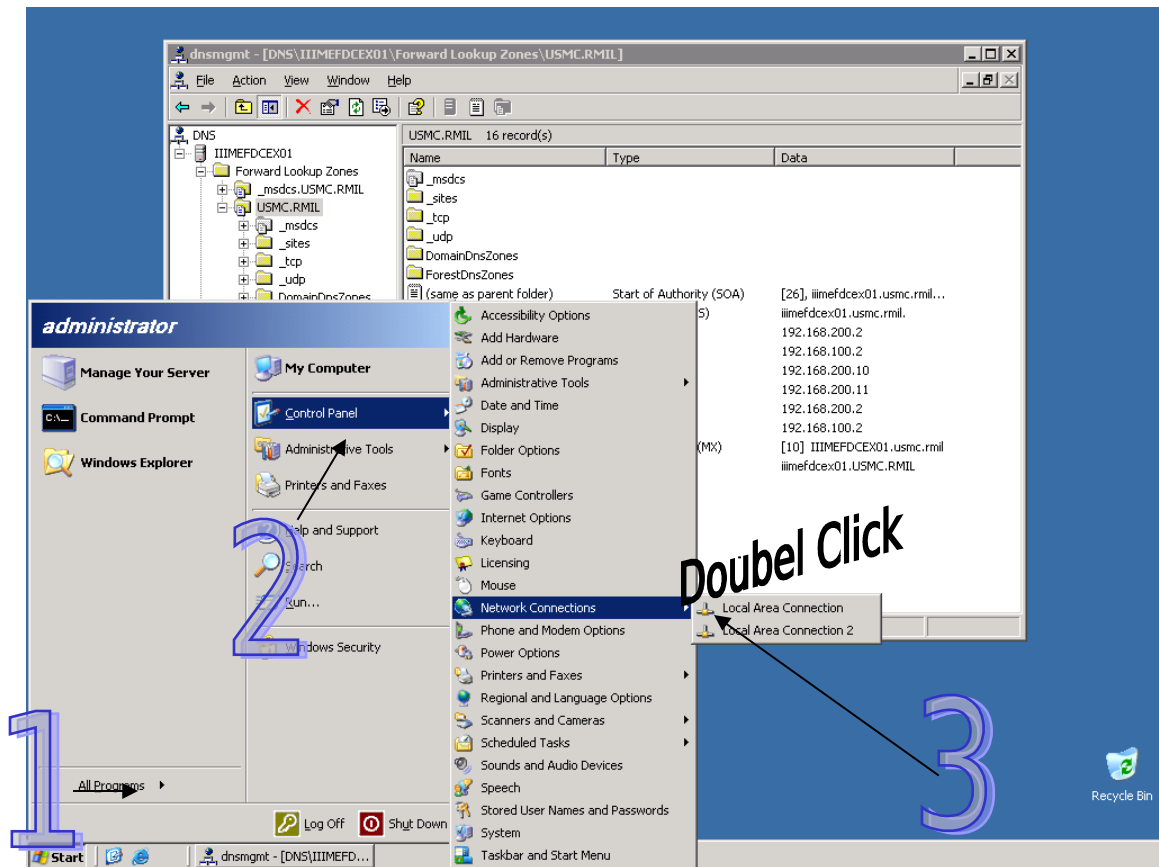 dnsmgmt - [DNS\IIIMEFDCEX01\Forward Lookup Zones\USMC.RMIL]
File Action View Window Help
DNS
IIIMEFDCEX01
Forward Lookup Zones
_msdcs.USMC.RMIL
USMC.RMIL
_msdcs
_sites
_tcp
_udp
DomainDnsZones
USMC.RMIL 16 record(s)
Name Type Data
_msdcs
_sites
_tcp
_udp
DomainDnsZones
ForestDnsZones
(same as parent folder) Start of Authority (SOA) [26], iiimefdcex01.usmc.rmil...
S) iiimefdcex01.usmc.rmil.
192.168.200.2
192.168.100.2
192.168.200.10
192.168.200.11
192.168.200.2
192.168.100.2
(MX) [10] IIIMEFDCEX01.usmc.rmil
iiimefdcex01.USMC.RMIL
administrator
Manage Your Server
Command Prompt
Windows Explorer
All Programs
My Computer
Control Panel
Administrative Tools
Printers and Faxes
Help and Support
Search
Run...
Windows Security
Log Off Shut Down
Accessibility Options
Add Hardware
Add or Remove Programs
Administrative Tools
Date and Time
Display
Folder Options
Fonts
Game Controllers
Internet Options
Keyboard
Licensing
Mouse
Network Connections
Phone and Modem Options
Power Options
Printers and Faxes
Regional and Language Options
Scanners and Cameras
Scheduled Tasks
Sounds and Audio Devices
Speech
Stored User Names and Passwords
System
Taskbar and Start Menu
Doubel Click
Local Area Connection
Local Area Connection 2
1
2
3
Recycle Bin
Start dnsmgmt - [DNS\IIIMEFD...
C:\_